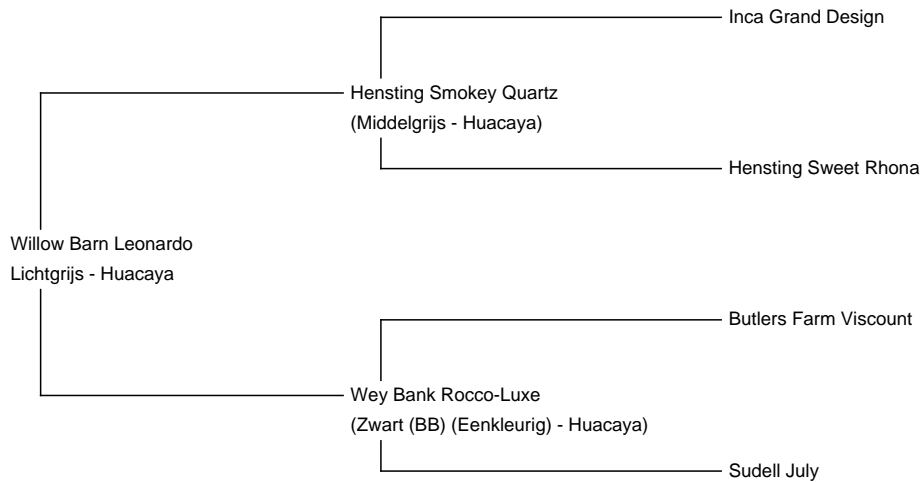 Inca Grand Design
Hensting Smokey Quartz
(Middelgrijs - Huacaya)
Hensting Sweet Rhona
Willow Barn Leonardo
Lichtgrijs - Huacaya
Butlers Farm Viscount
Wey Bank Rocco-Luxe
(Zwart (BB) (Eenkleurig) - Huacaya)
Sudell July